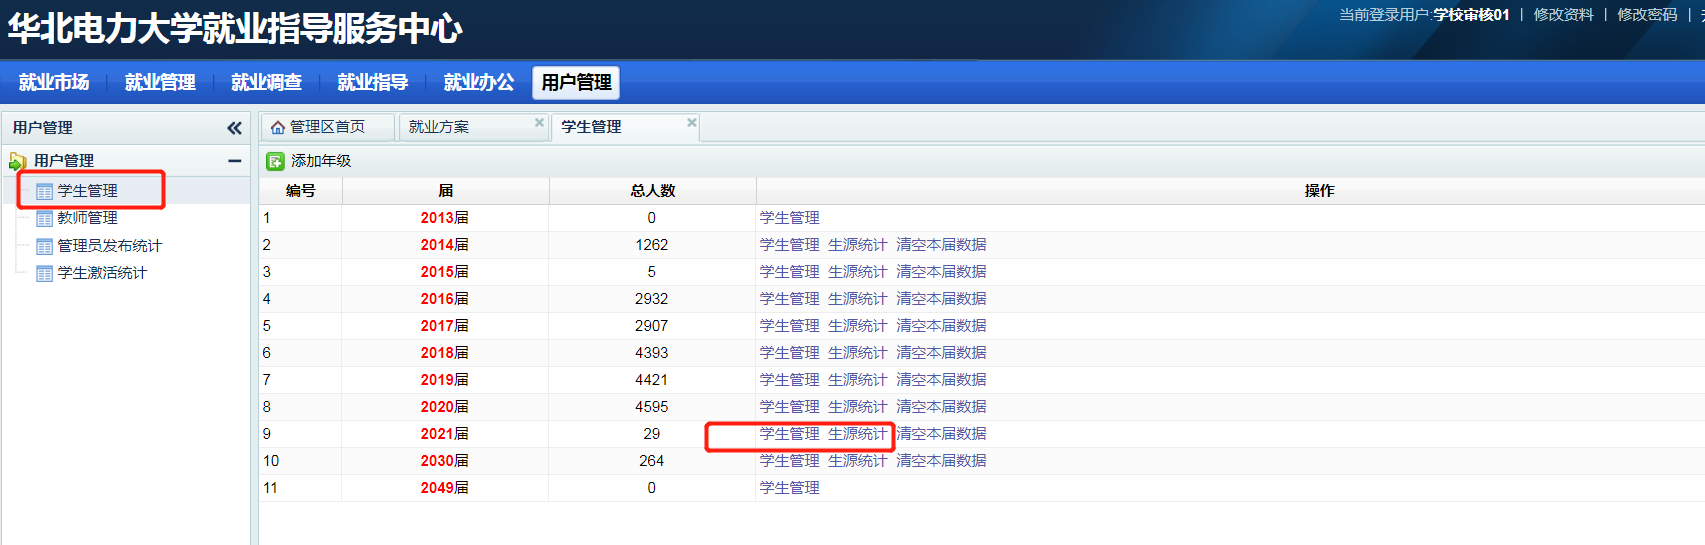 华北电力大学就业指导服务中心
当前登录用户:学校审核01 | 修改资料 | 修改密码 |
就业市场 就业管理 就业调查 就业指导 就业办公 用户管理
用户管理
用户管理
学生管理
教师管理
管理员发布统计
学生激活统计
管理区首页 就业方案 学生管理
添加年级
编号 届 总人数 操作
1 2013届 0 学生管理
2 2014届 1262 学生管理 生源统计 清空本届数据
3 2015届 5 学生管理 生源统计 清空本届数据
4 2016届 2932 学生管理 生源统计 清空本届数据
5 2017届 2907 学生管理 生源统计 清空本届数据
6 2018届 4393 学生管理 生源统计 清空本届数据
7 2019届 4421 学生管理 生源统计 清空本届数据
8 2020届 4595 学生管理 生源统计 清空本届数据
9 2021届 29 学生管理 生源统计 清空本届数据
10 2030届 264 学生管理 生源统计 清空本届数据
11 2049届 0 学生管理